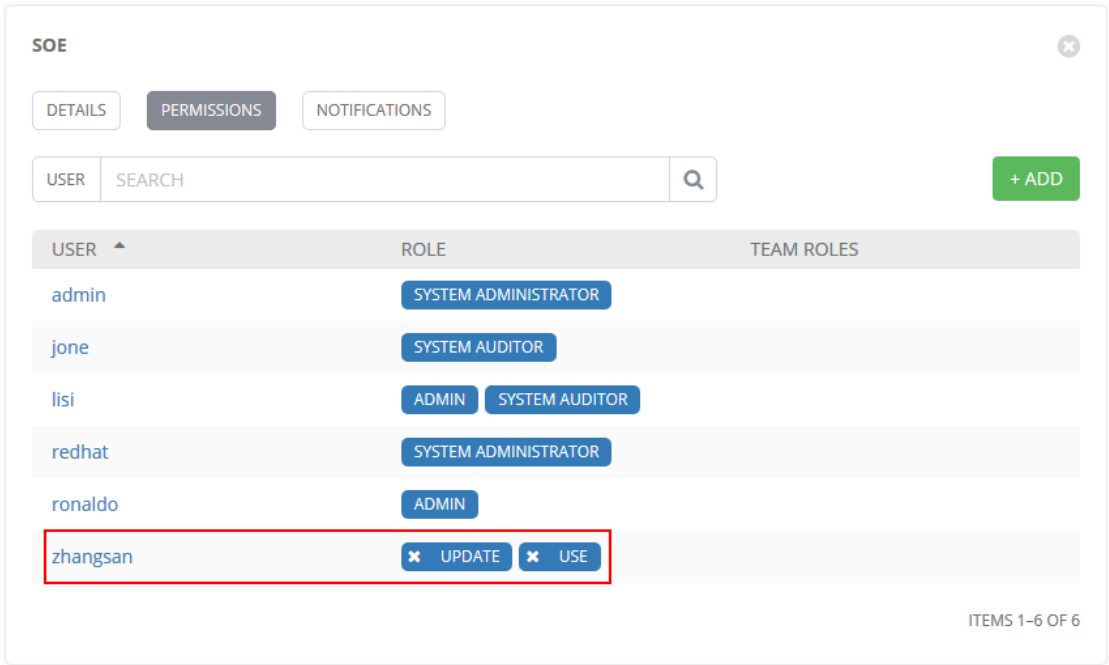 SOE
DETAILS PERMISSIONS NOTIFICATIONS
USER SEARCH + ADD
USER ROLE TEAM ROLES
admin SYSTEM ADMINISTRATOR
jone SYSTEM AUDITOR
lisi ADMIN SYSTEM AUDITOR
redhat SYSTEM ADMINISTRATOR
ronaldo ADMIN
zhangsan UPDATE USE
ITEMS 1–6 OF 6